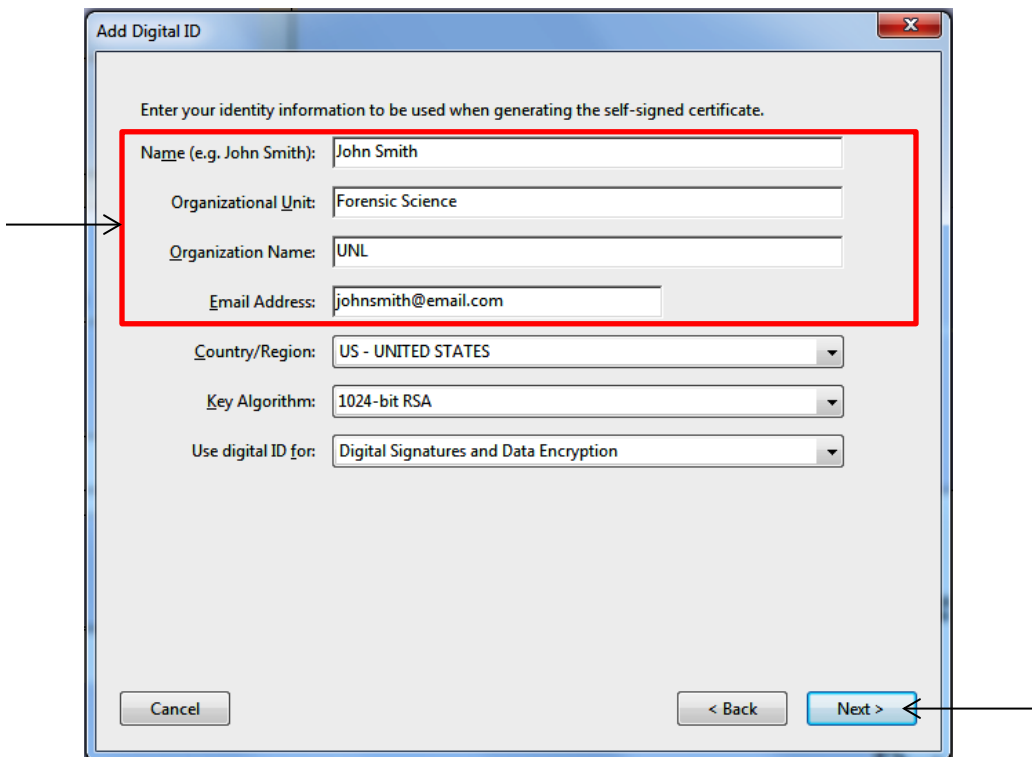 Add Digital ID
Enter your identity information to be used when generating the self-signed certificate.
Name (e.g. John Smith): John Smith
Organizational Unit: Forensic Science
Organization Name: UNL
Email Address: johnsmith@email.com
Country/Region: US - UNITED STATES
Key Algorithm: 1024-bit RSA
Use digital ID for: Digital Signatures and Data Encryption
Cancel < Back Next >